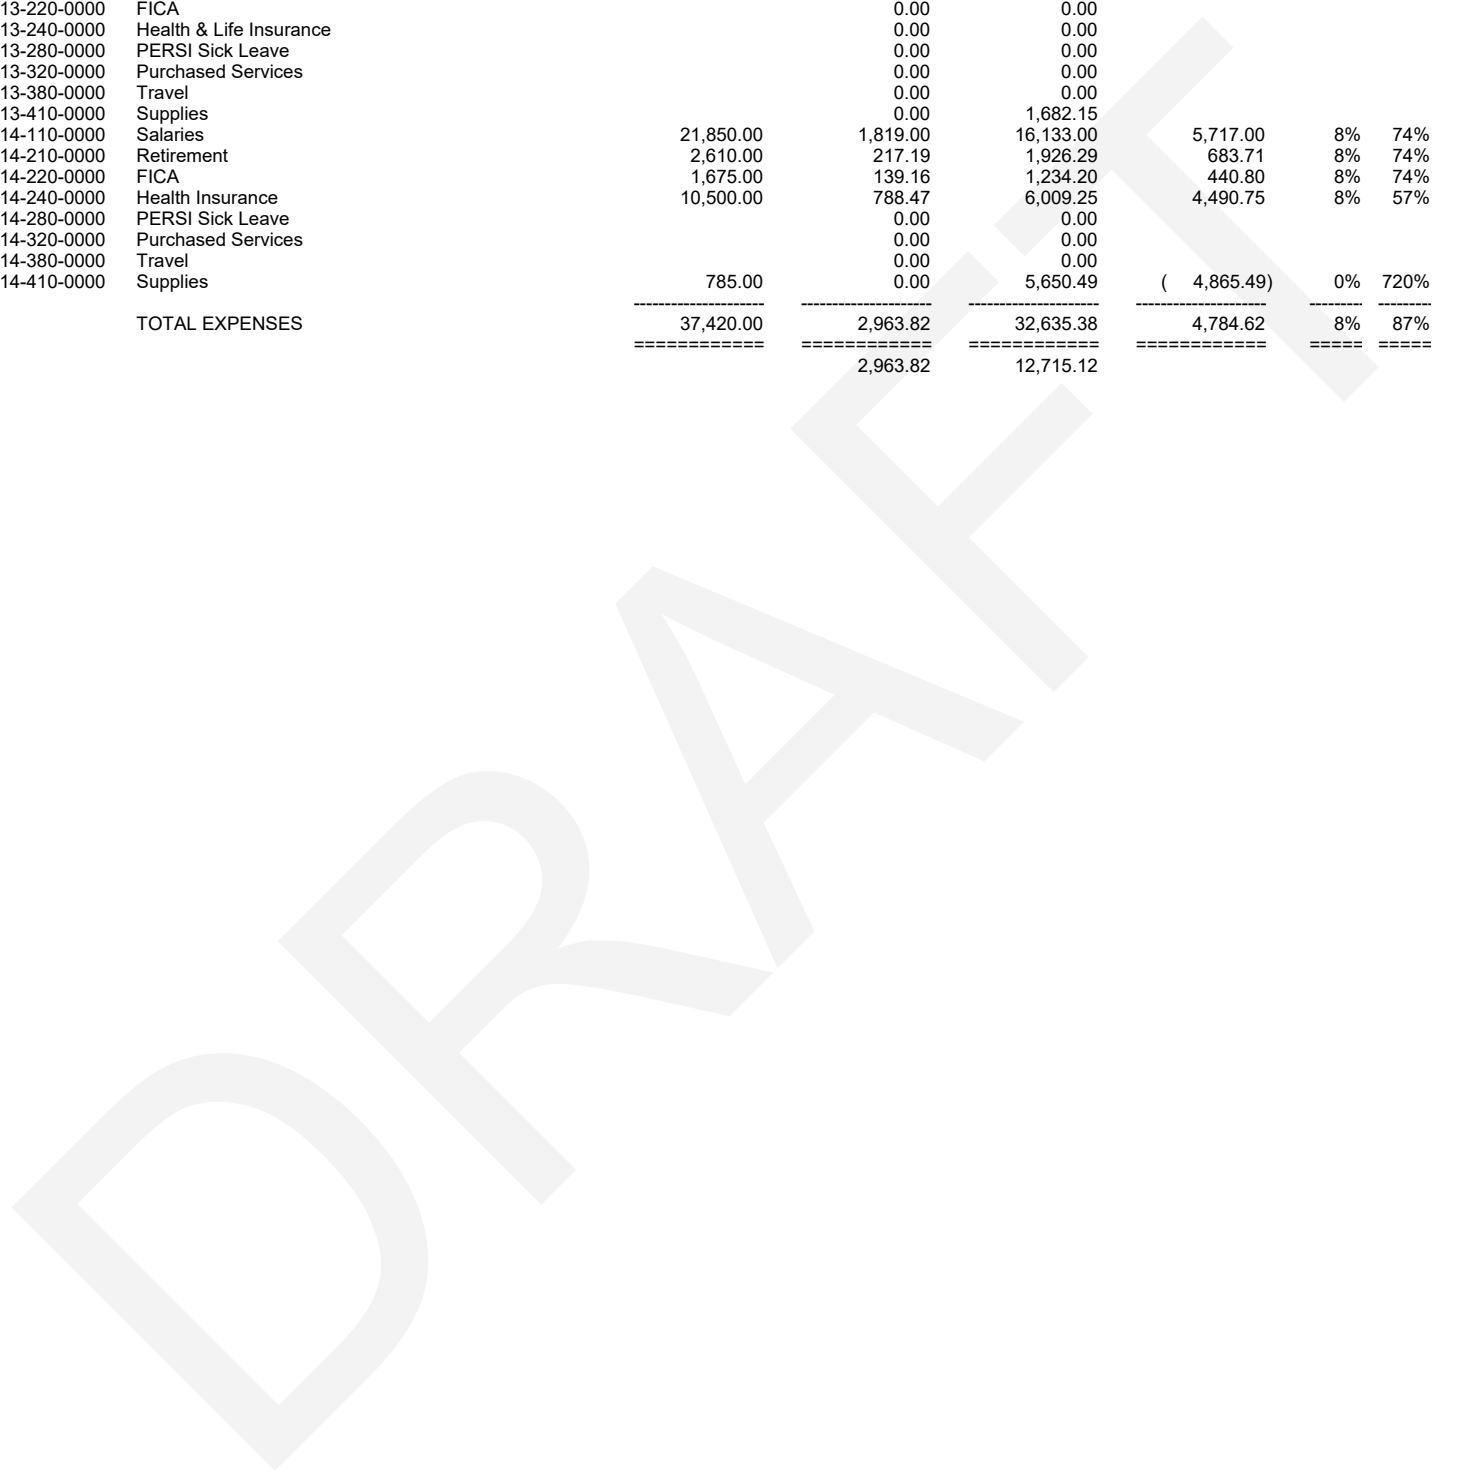 13-220-0000 FICA 0.00 0.00
13-240-0000 Health & Life Insurance 0.00 0.00
13-280-0000 PERSI Sick Leave 0.00 0.00
13-320-0000 Purchased Services 0.00 0.00
13-380-0000 Travel 0.00 0.00
13-410-0000 Supplies 0.00 1,682.15
14-110-0000 Salaries 21,850.00 1,819.00 16,133.00 5,717.00 8% 74%
14-210-0000 Retirement 2,610.00 217.19 1,926.29 683.71 8% 74%
14-220-0000 FICA 1,675.00 139.16 1,234.20 440.80 8% 74%
14-240-0000 Health Insurance 10,500.00 788.47 6,009.25 4,490.75 8% 57%
14-280-0000 PERSI Sick Leave 0.00 0.00
14-320-0000 Purchased Services 0.00 0.00
14-380-0000 Travel 0.00 0.00
14-410-0000 Supplies 785.00 0.00 5,650.49 ( 4,865.49) 0% 720%
--------------------- --------------------- --------------------- --------------------- -------- --------
TOTAL EXPENSES 37,420.00 2,963.82 32,635.38 4,784.62 8% 87%
============ ============ ============ ============ ===== =====
2,963.82 12,715.12
DRAFT